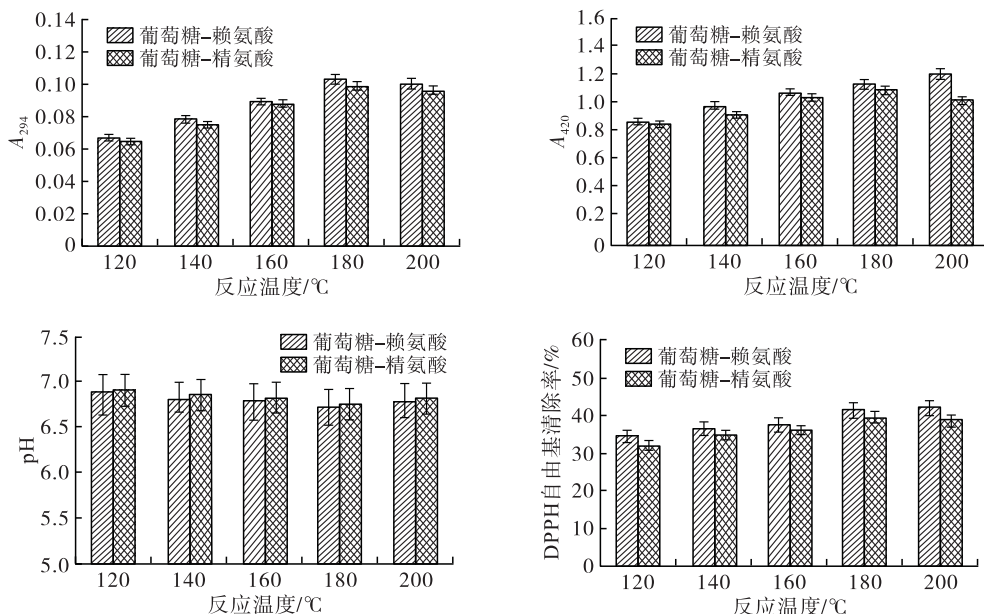 0.14
0.12
0.10
0.08
0.06
0.04
0.02
0
A294
葡萄糖–赖氨酸
葡萄糖–精氨酸
120 140 160 180 200
反应温度/℃
1.6
1.4
1.2
1.0
0.8
0.6
0.4
0.2
0
A420
葡萄糖–赖氨酸
葡萄糖–精氨酸
120 140 160 180 200
反应温度/℃
7.5
7.0
6.5
6.0
5.5
5.0
pH
葡萄糖–赖氨酸
葡萄糖–精氨酸
120 140 160 180 200
反应温度/℃
60
50
40
30
20
10
0
DPPH自由基清除率/%
葡萄糖–赖氨酸
葡萄糖–精氨酸
120 140 160 180 200
反应温度/℃